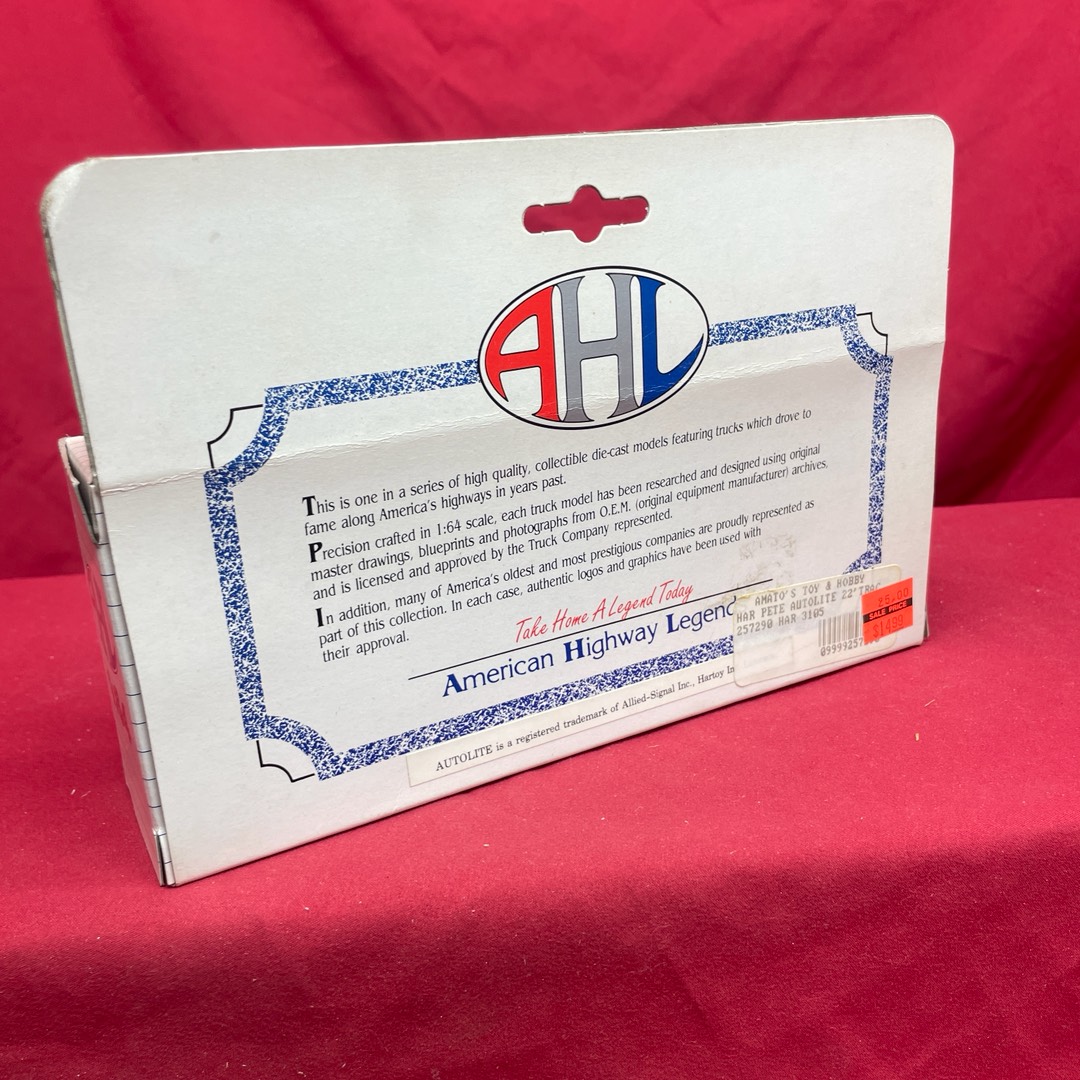 AHL
This is one in a series of high quality, collectible die-cast models featuring trucks which drove to
fame along America's highways in years past.
Precision crafted in 1:64 scale, each truck model has been researched and designed using original
master drawings, blueprints and photographs from O.E.M. (original equipment manufacturer) archives.
and is licensed and approved by the Truck Company represented.
In addition, many of America's oldest and most prestigious companies are proudly represented as
part of this collection. In each case, authentic logos and graphics have been used with
their approval.
Take Home A Legend Today
American Highway Legend
AUTOLITE is a registered trademark of Allied-Signal Inc., Hartoy In
AMATO'S TOY & HOBBY
HAR PETE AUTOLITE 22' TRAC
257290 HAR 3105
09999257
25.00
SALE PRICE
$1499